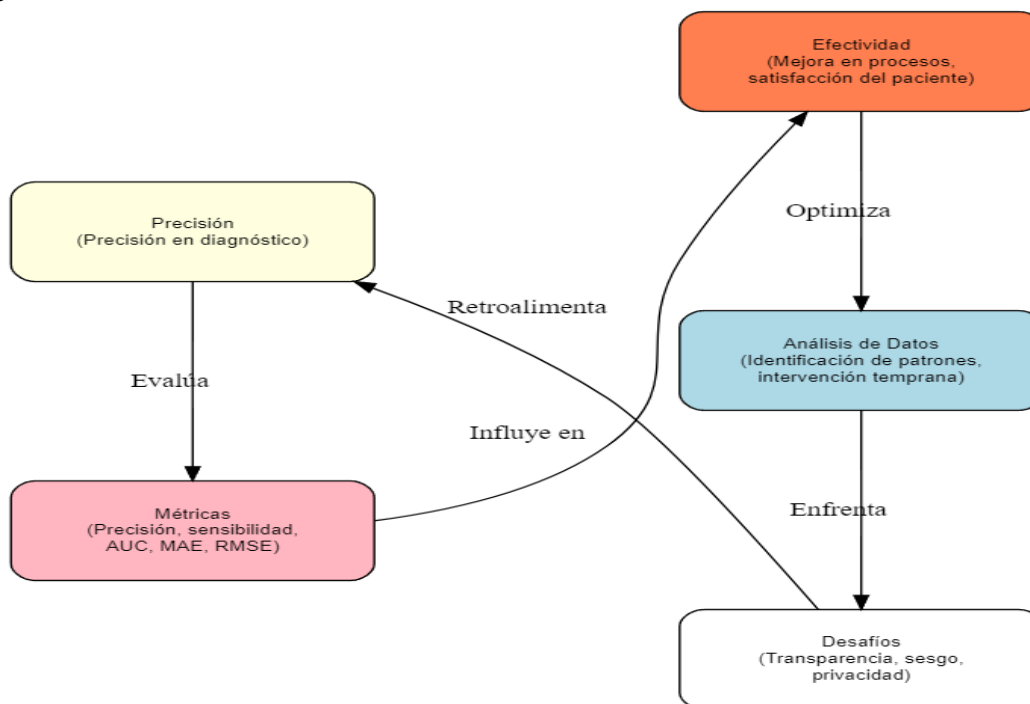 Efectividad
(Mejora en procesos,
satisfacción del paciente)
Optimiza
Precisión
(Precisión en diagnóstico)
Retroalimenta
Análisis de Datos
(Identificación de patrones,
intervención temprana)
Evalúa
Influye en
Métricas
(Precisión, sensibilidad,
AUC, MAE, RMSE)
Enfrenta
Desafíos
(Transparencia, sesgo,
privacidad)